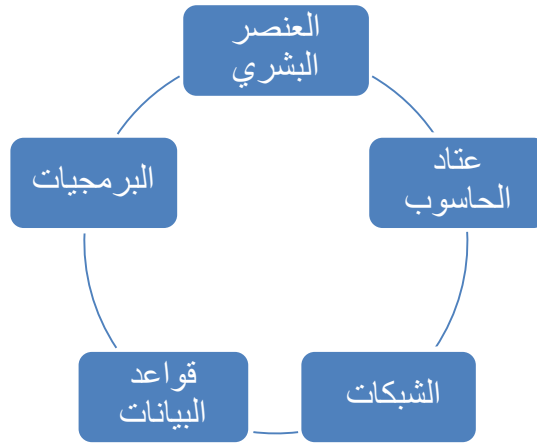 العنصر
البشري
عتاد
الحاسوب
الشبكات
قواعد
البيانات
البرمجيات